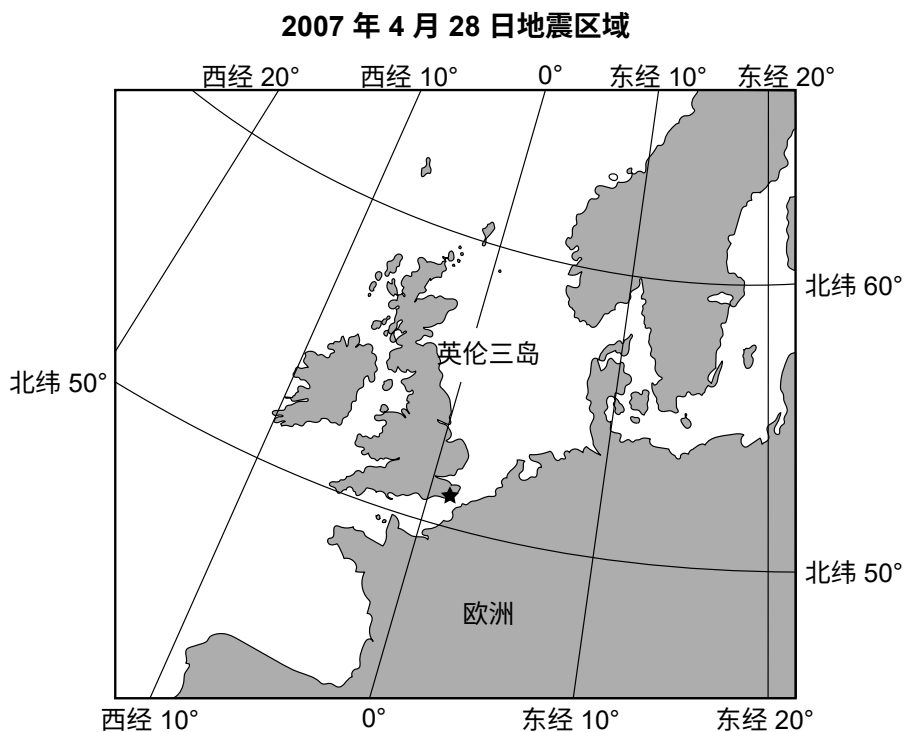 2007 年 4 月 28 日地震区域
西经 20° 西经 10° 0° 东经 10° 东经 20°
北纬 60°
英伦三岛
北纬 50°
北纬 50°
欧洲
西经 10° 0° 东经 10° 东经 20°